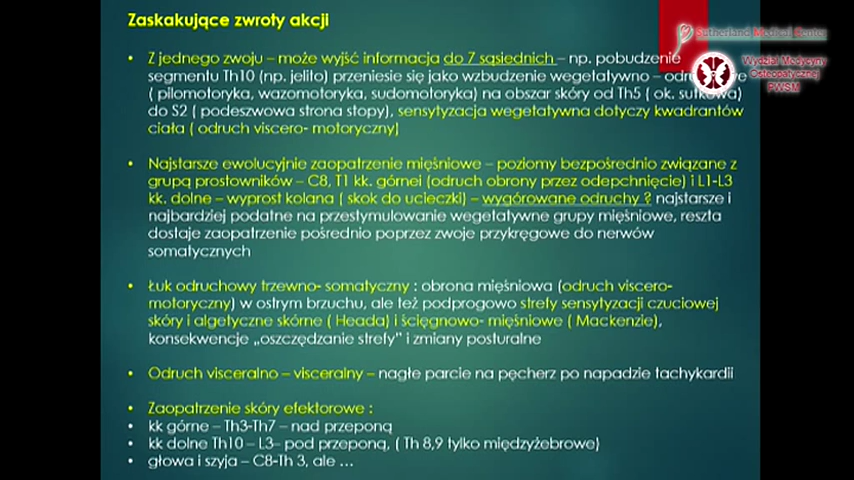 Zaskakujące zwroty akcji
Sutherland Medical Centre
Wydział Medycyny
Osteopatycznej
PWSM
• Z jednego zwoju – może wyjść informacja do 7 sąsiednich – np. pobudzenie
segmentu Th10 (np. jelito) przeniesie się jako wzbudzenie wegetatywno –
( pilomotoryka, wazomotoryka, sudomotoryka) na obszar skóry od Th5 ( ok. sutkowa)
do S2 ( podeszwowa strona stopy), sensytyzacja wegetatywna dotyczy kwadrantów
ciała ( odruch viscero- motoryczny)
• Najstarsze ewolucyjnie zaopatrzenie mięśniowe – poziomy bezpośrednio związane z
grupą prostowników – C8, T1 kk. górnei (odruch obrony przez odepchnięcie) i L1-L3
kk. dolne – wyprost kolana ( skok do ucieczki) – wygórowane odruchy ? najstarsze i
najbardziej podatne na przestymulowanie wegetatywne grupy mięśniowe, reszta
dostaje zaopatrzenie pośrednio poprzez zwoje przykręgowe do nerwów
somatycznych
• Łuk odruchowy trzewno- somatyczny : obrona mięśniowa (odruch viscero-
motoryczny) w ostrym brzuchu, ale też podprogowo strefy sensytyzacji czuciowej
skóry i algetyczne skórne ( Heada) i ścięgnowo- mięśniowe ( Mackenzie),
konsekwencje „oszczędzanie strefy" i zmiany posturalne
• Odruch visceralno – visceralny – nagłe parcie na pęcherz po napadzie tachykardii
• Zaopatrzenie skóry efektorowe :
• kk górne – Th3-Th7 – nad przeponą
• kk dolne Th10 – L3– pod przeponą, ( Th 8,9 tylko międzyżebrowe)
• głowa i szyja – C8-Th 3, ale ...